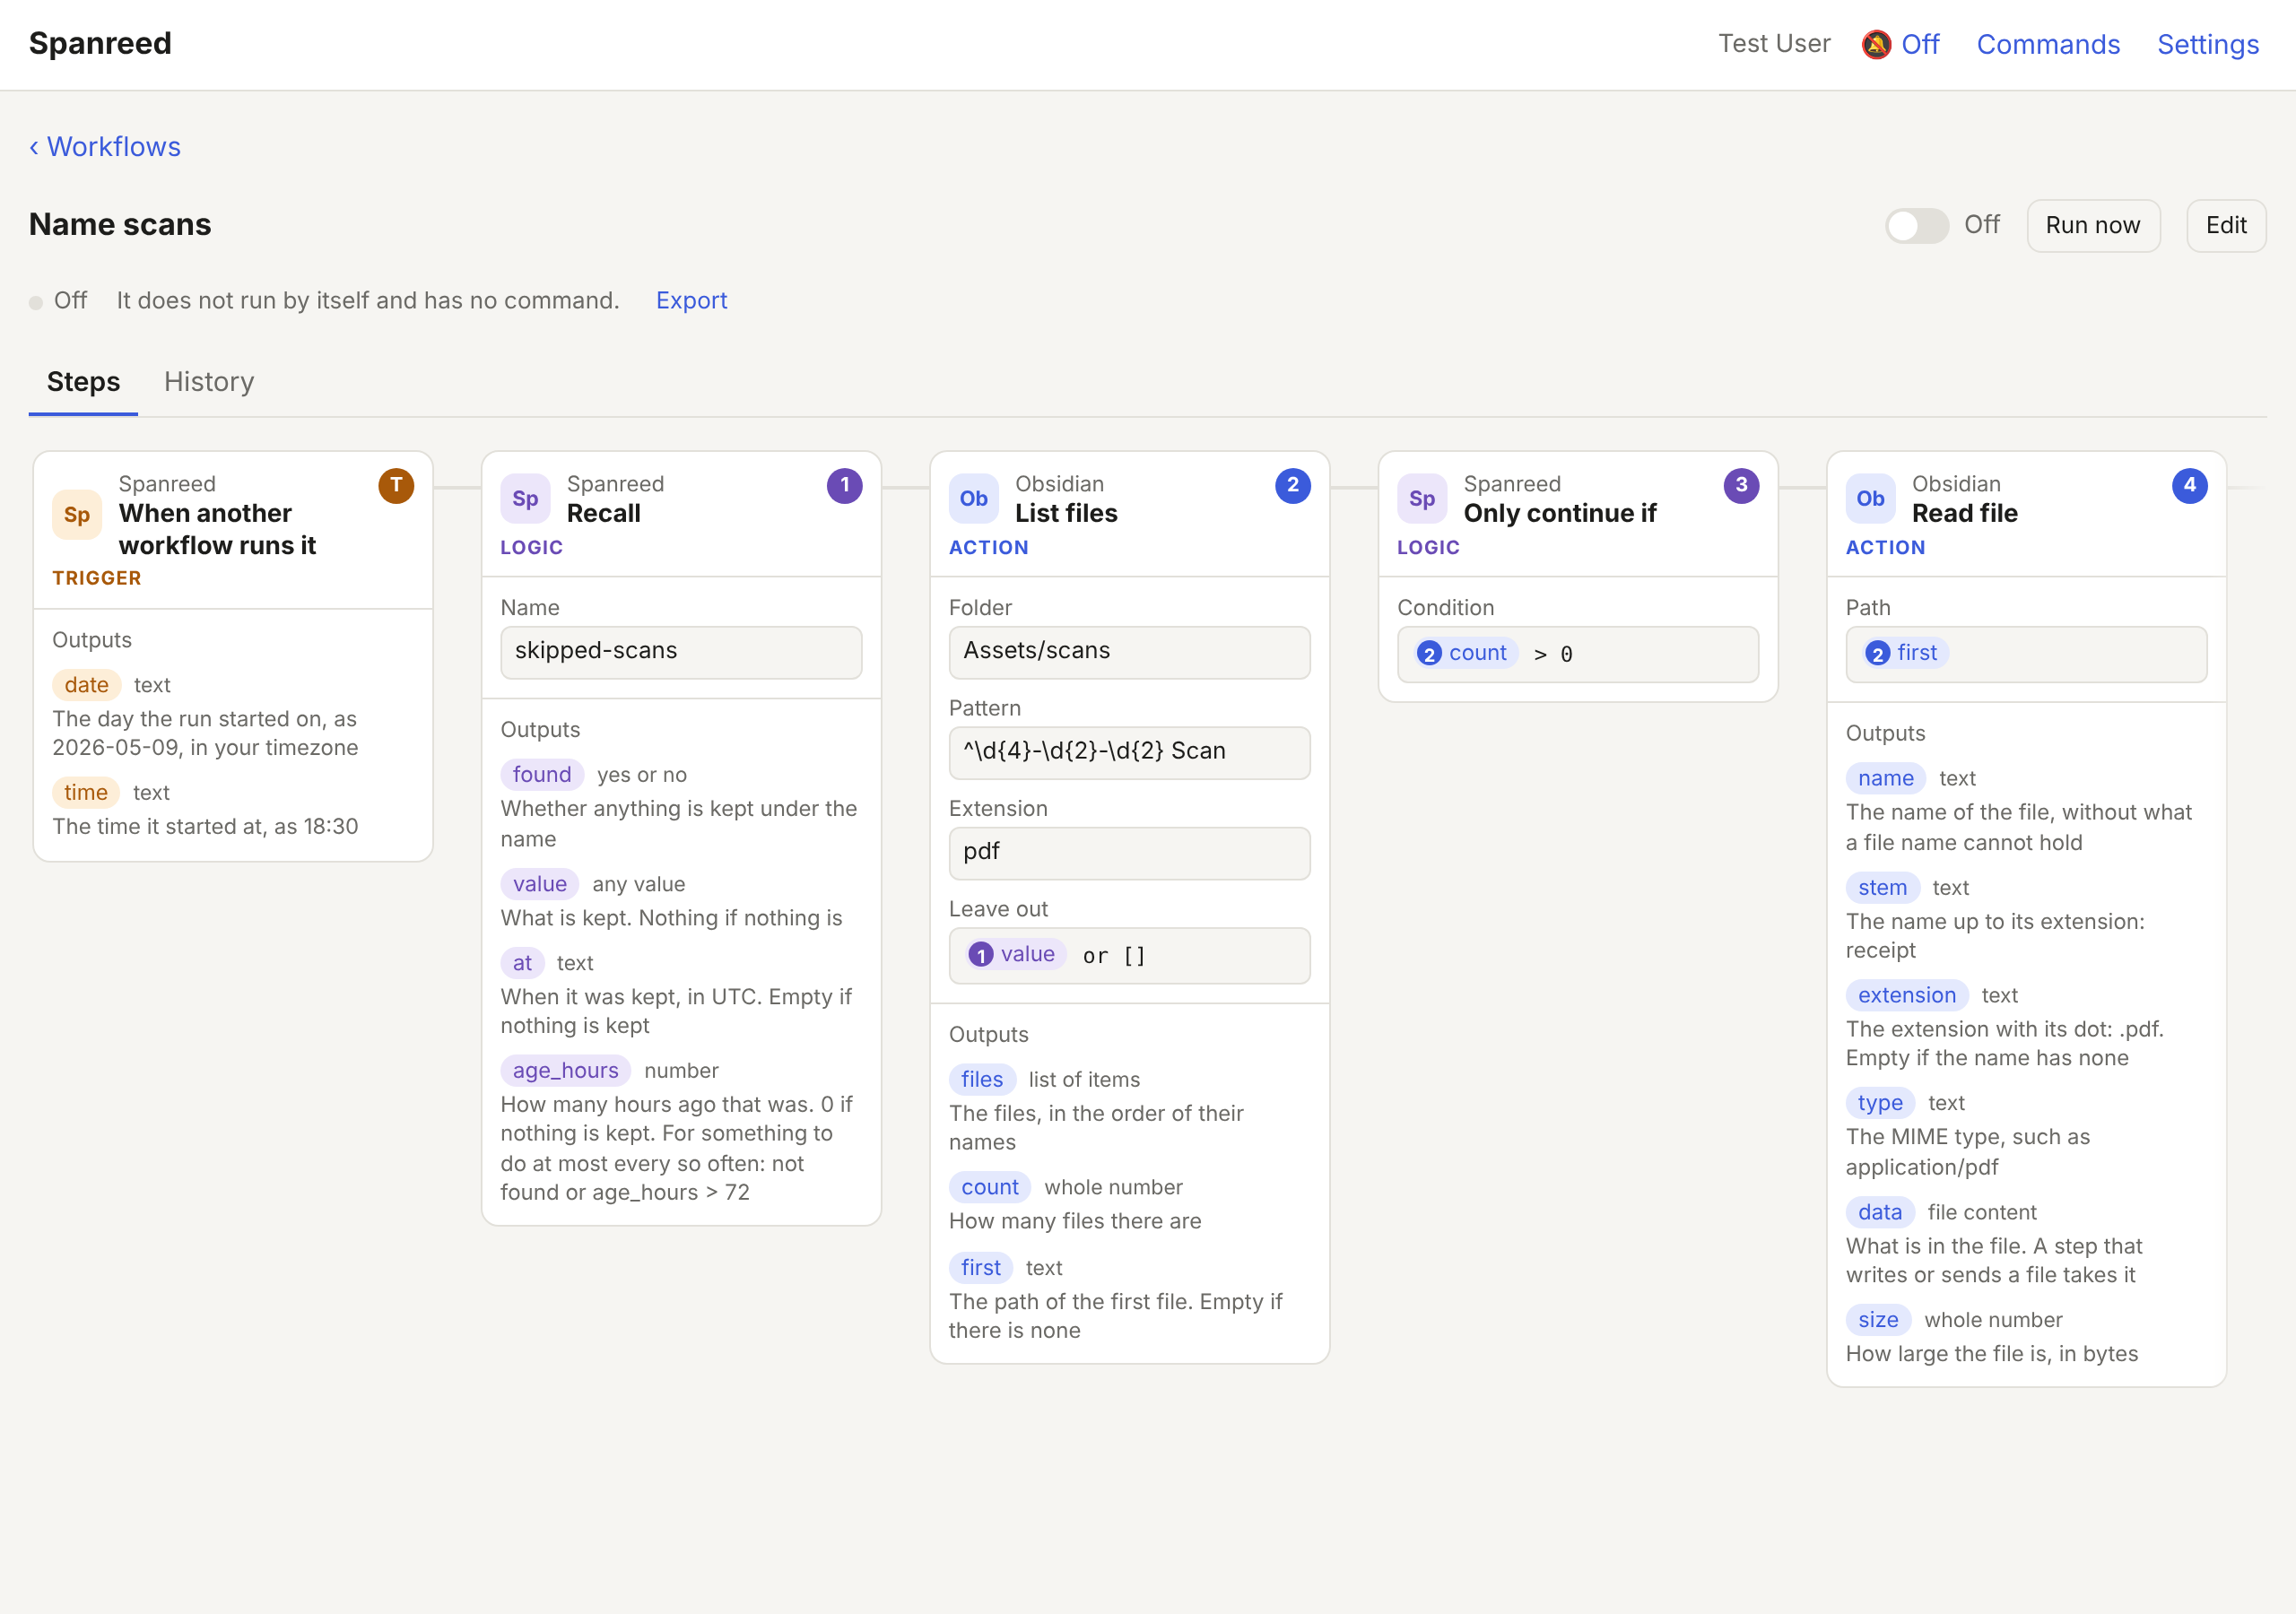 Spanreed
Test User
Off
Commands
Settings
‹ Workflows
Name scans
Off
Run now
Edit
Off
It does not run by itself and has no command.
Export
Steps
History
Sp
Spanreed
When another
workflow runs it
T
TRIGGER
Outputs
date text
The day the run started on, as
2026-05-09, in your timezone
time text
The time it started at, as 18:30
Sp
Spanreed
Recall
1
LOGIC
Name
skipped-scans
Outputs
found yes or no
Whether anything is kept under the
name
value any value
What is kept. Nothing if nothing is
at text
When it was kept, in UTC. Empty if
nothing is kept
age_hours number
How many hours ago that was. 0 if
nothing is kept. For something to
do at most every so often: not
found or age_hours > 72
Ob
Obsidian
List files
2
ACTION
Folder
Assets/scans
Pattern
^\d{4}-\d{2}-\d{2} Scan
Extension
pdf
Leave out
1 value or []
Outputs
files list of items
The files, in the order of their
names
count whole number
How many files there are
first text
The path of the first file. Empty if
there is none
Sp
Spanreed
Only continue if
3
LOGIC
Condition
2 count > 0
Ob
Obsidian
Read file
4
ACTION
Path
2 first
Outputs
name text
The name of the file, without what
a file name cannot hold
stem text
The name up to its extension:
receipt
extension text
The extension with its dot: .pdf.
Empty if the name has none
type text
The MIME type, such as
application/pdf
data file content
What is in the file. A step that
writes or sends a file takes it
size whole number
How large the file is, in bytes